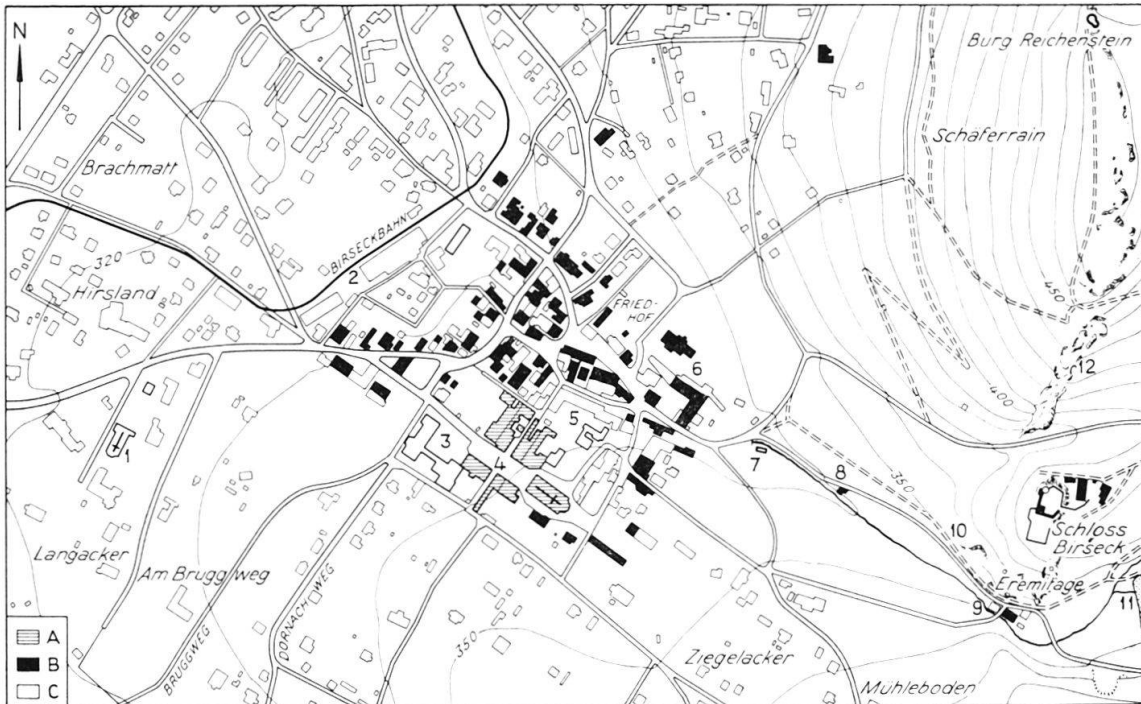 N
Burg Reichenstein
Schäferrain
Brachmatt
BIRSECKBAHN
320
2
Hirsland
450
FRIED-
HOF
12
6
400
5
3
1
4
7
8
350
10
Schloss
Birseck
Langacker
Am Bruggweg
Eremitage
DORNACHWEG
9
11
A
B
C
BRUGGWEG
350
Ziegelacker
Mühleboden